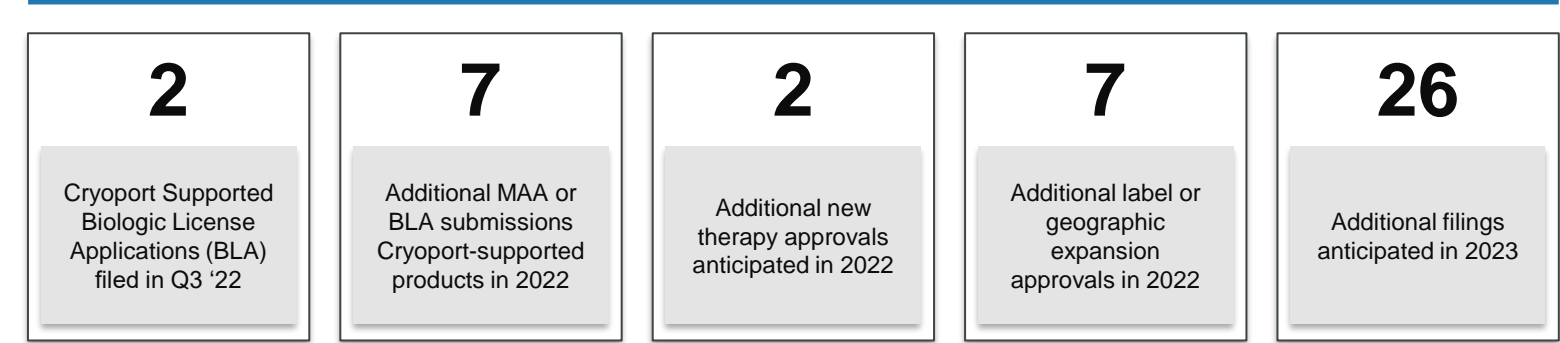 2
Cryoport Supported
Biologic License
Applications (BLA)
filed in Q3 ‘22
7
Additional MAA or
BLA submissions
Cryoport-supported
products in 2022
2
Additional new
therapy approvals
anticipated in 2022
7
Additional label or
geographic
expansion
approvals in 2022
26
Additional filings
anticipated in 2023